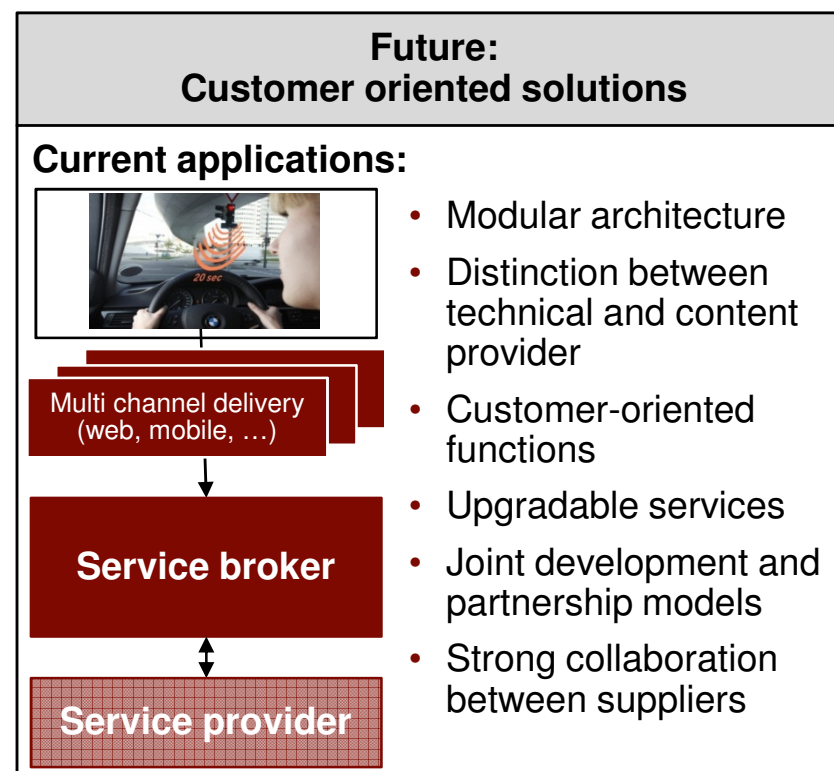 Future:
Customer oriented solutions
Current applications:
20 sec
Multi channel delivery
(web, mobile, …)
Service broker
Service provider
• Modular architecture
• Distinction between
technical and content
provider
• Customer-oriented
functions
• Upgradable services
• Joint development and
partnership models
• Strong collaboration
between suppliers